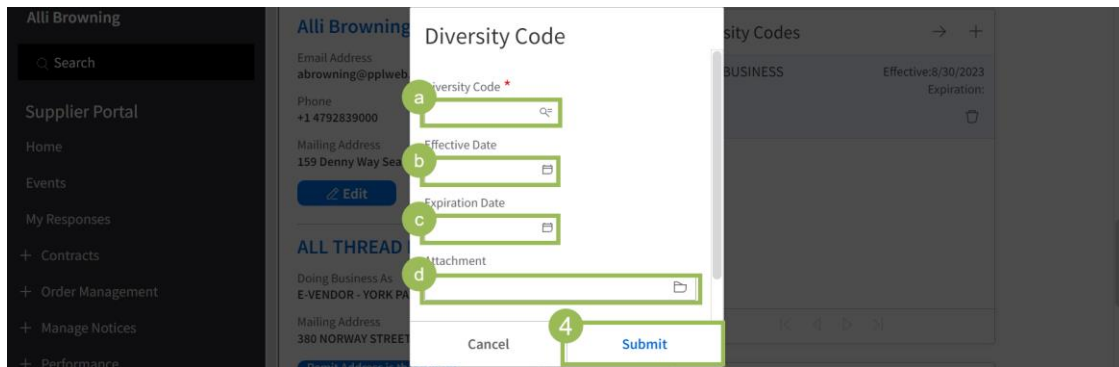 Alli Browning
Search
Supplier Portal
Home
Events
My Responses
+ Contracts
+ Order Management
+ Manage Notices
+ Performance
Alli Browning
Email Address
abrowning@pplweb
Phone
+1 4792839000
Mailing Address
159 Denny Way Sea
Edit
ALL THREAD
Doing Business As
E-VENDOR - YORK PA
Mailing Address
380 NORWAY STREET
Diversity Code
a
Diversity Code *
b
Effective Date
c
Expiration Date
d
Attachment
Cancel
4
Submit
sity Codes
BUSINESS
Effective:8/30/2023
Expiration: